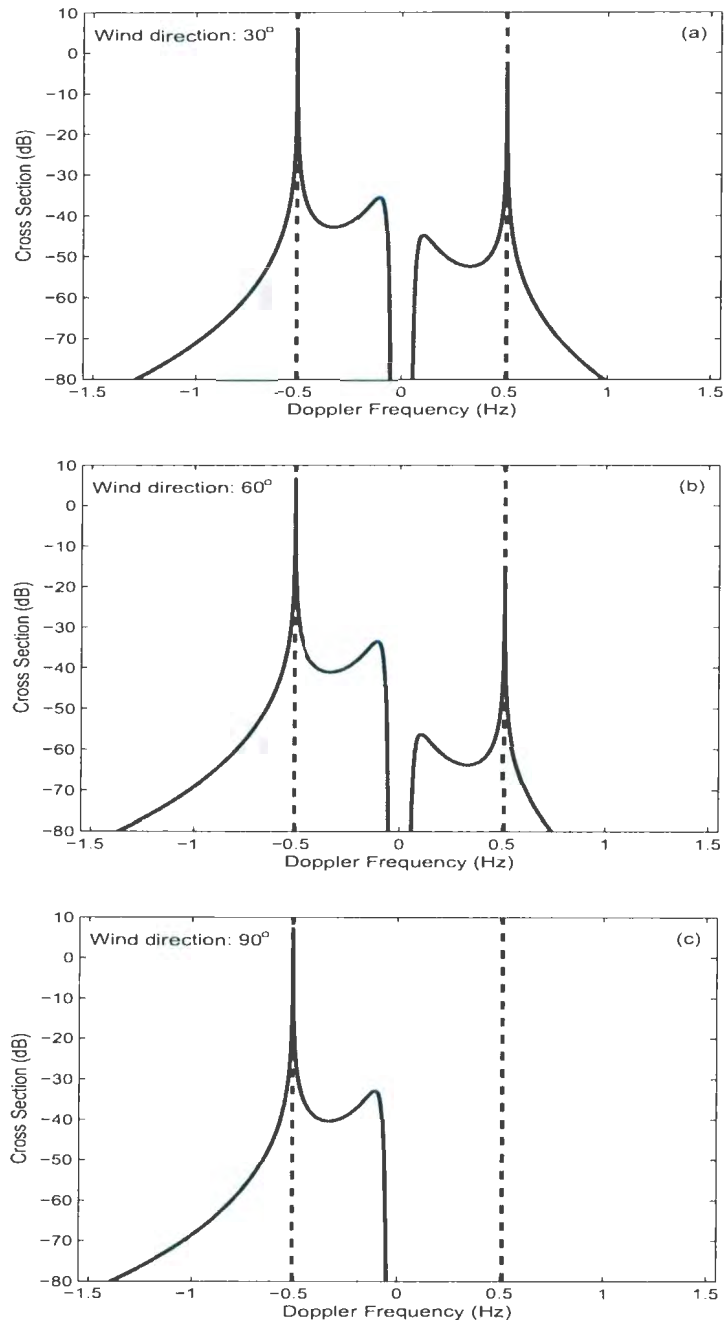 10
Wind direction: 30°
(a)
0
−10
−20
−30
−40
−50
−60
−70
−80
Cross Section (dB)
−1.5 −1 −0.5 0 0.5 1 1.5
Doppler Frequency (Hz)
10
Wind direction: 60°
(b)
0
−10
−20
−30
−40
−50
−60
−70
−80
Cross Section (dB)
−1.5 −1 −0.5 0 0.5 1 1.5
Doppler Frequency (Hz)
10
Wind direction: 90°
(c)
0
−10
−20
−30
−40
−50
−60
−70
−80
Cross Section (dB)
−1.5 −1 −0.5 0 0.5 1 1.5
Doppler Frequency (Hz)